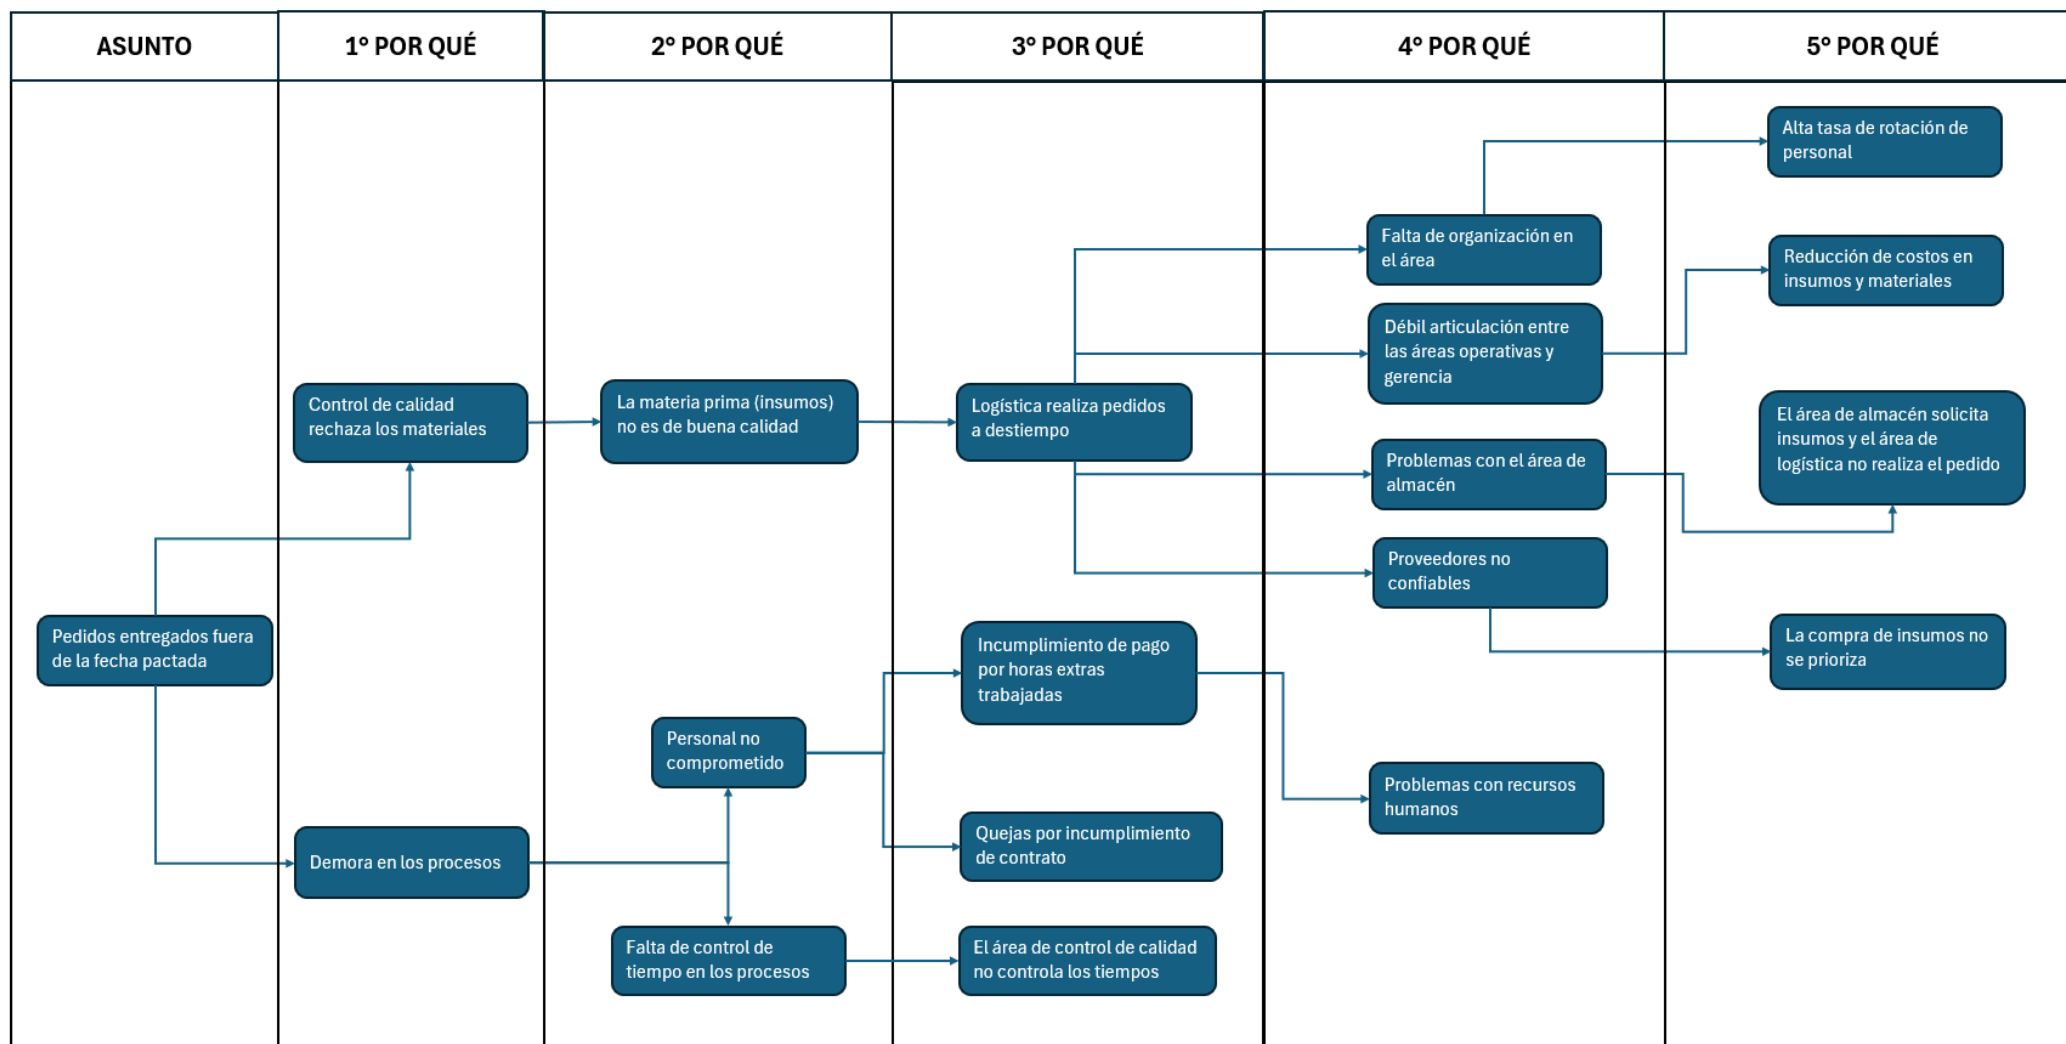 ASUNTO
1° POR QUÉ
2° POR QUÉ
3° POR QUÉ
4° POR QUÉ
5° POR QUÉ
Pedidos entregados fuera
de la fecha pactada
Control de calidad
rechaza los materiales
Demora en los procesos
La materia prima (insumos)
no es de buena calidad
Personal no
comprometido
Falta de control de
tiempo en los procesos
Logística realiza pedidos
a destiempo
Incumplimiento de pago
por horas extras
trabajadas
Quejas por incumplimiento
de contrato
El área de control de calidad
no controla los tiempos
Falta de organización en
el área
Débil articulación entre
las áreas operativas y
gerencia
Problemas con el área de
almacén
Proveedores no
confiables
Problemas con recursos
humanos
Alta tasa de rotación de
personal
Reducción de costos en
insumos y materiales
El área de almacén solicita
insumos y el área de
logística no realiza el pedido
La compra de insumos no
se prioriza